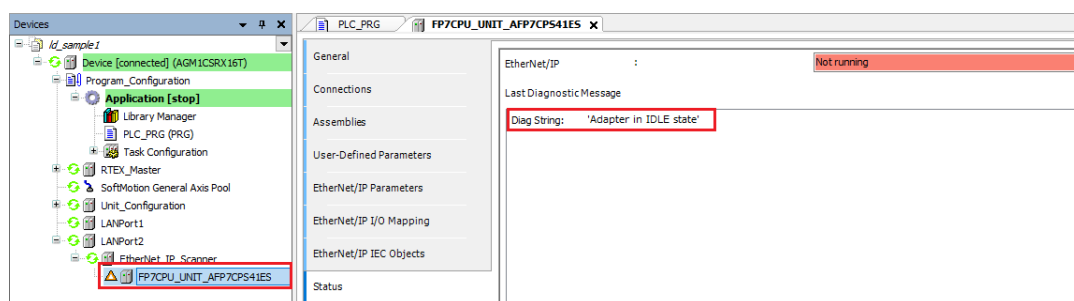 Devices
ld_sample1
Device [connected] (AGM1CSRX16T)
Program_Configuration
Application [stop]
Library Manager
PLC_PRG (PRG)
Task Configuration
RTEX_Master
SoftMotion General Axis Pool
Unit_Configuration
LANPort1
LANPort2
EtherNet_IP_Scanner
FP7CPU_UNIT_AFP7CPS41ES
PLC_PRG
FP7CPU_UNIT_AFP7CPS41ES
General
Connections
Assemblies
User-Defined Parameters
EtherNet/IP Parameters
EtherNet/IP I/O Mapping
EtherNet/IP IEC Objects
Status
EtherNet/IP : Not running
Last Diagnostic Message
Diag String: 'Adapter in IDLE state'